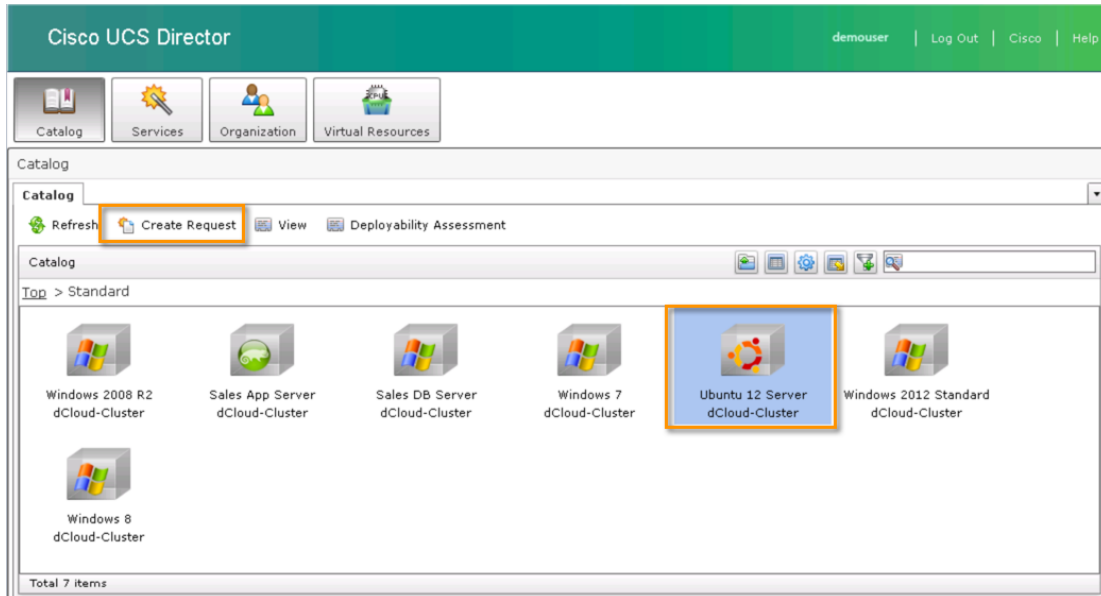 Cisco UCS Director
demouser | Log Out | Cisco | Help
Catalog Services Organization Virtual Resources
Catalog
Catalog
Refresh Create Request View Deployability Assessment
Catalog
Top > Standard
Windows 2008 R2
dCloud-Cluster
Sales App Server
dCloud-Cluster
Sales DB Server
dCloud-Cluster
Windows 7
dCloud-Cluster
Ubuntu 12 Server
dCloud-Cluster
Windows 2012 Standard
dCloud-Cluster
Windows 8
dCloud-Cluster
Total 7 items